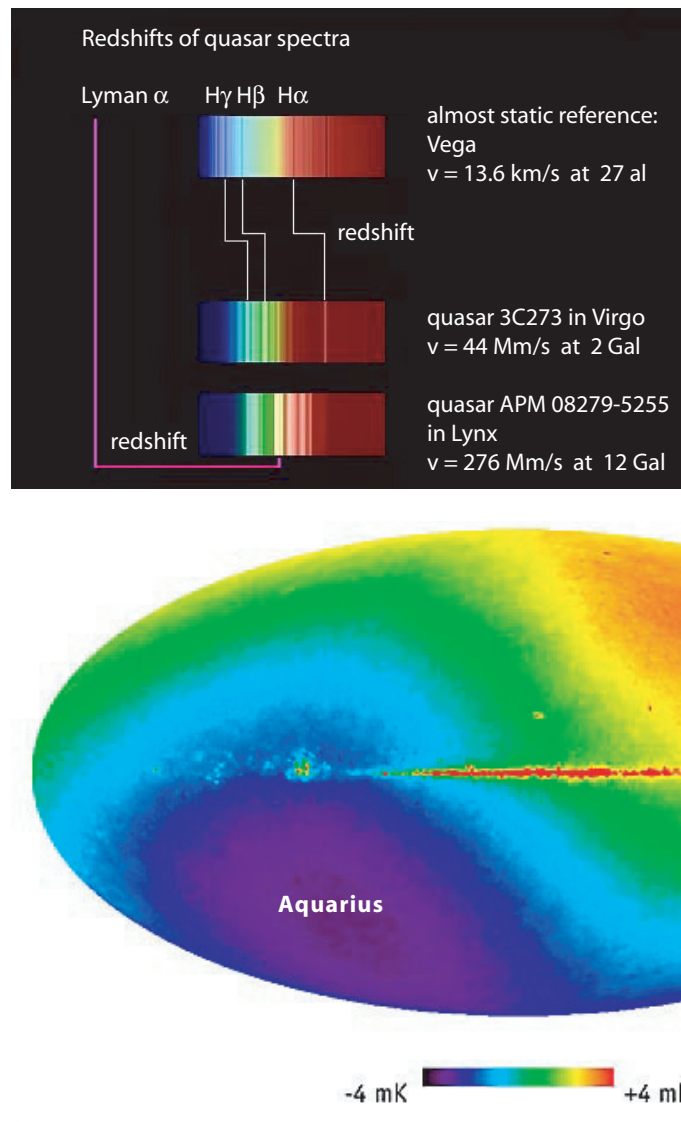 Redshifts of quasar spectra
Lyman α Hγ Hβ Hα
almost static reference:
Vega
v = 13.6 km/s at 27 al
redshift
quasar 3C273 in Virgo
v = 44 Mm/s at 2 Gal
quasar APM 08279-5255
in Lynx
v = 276 Mm/s at 12 Gal
redshift
Aquarius
-4 mK
+4 m